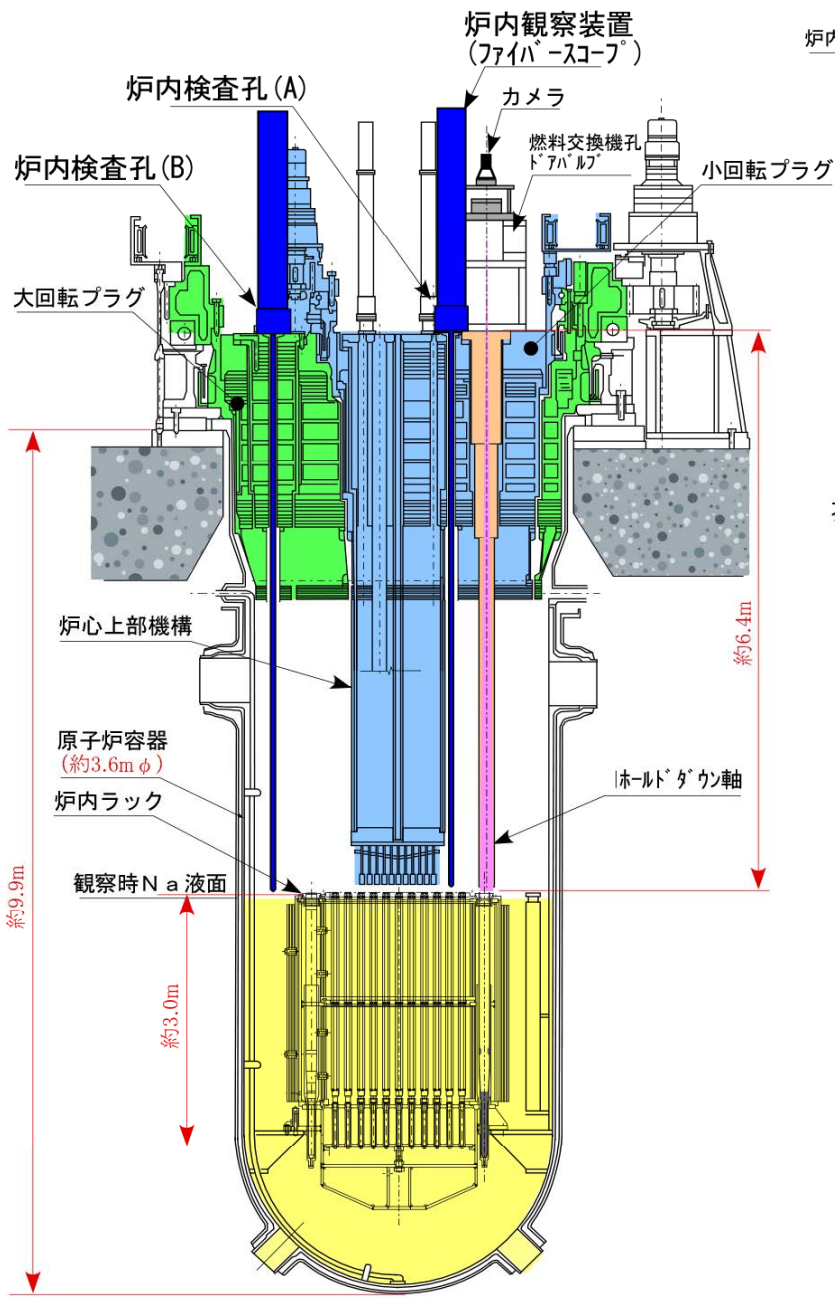 炉内観察装置
(ファイバースコープ)
炉内
炉内検査孔(A)
カメラ
燃料交換機孔
ドアバルブ
炉内検査孔(B)
小回転プラグ
大回転プラグ
約6.4m
炉心上部機構
原子炉容器
(約3.6mφ)
ホールドダウン軸
炉内ラック
観察時Na液面
約9.9m
約3.0m